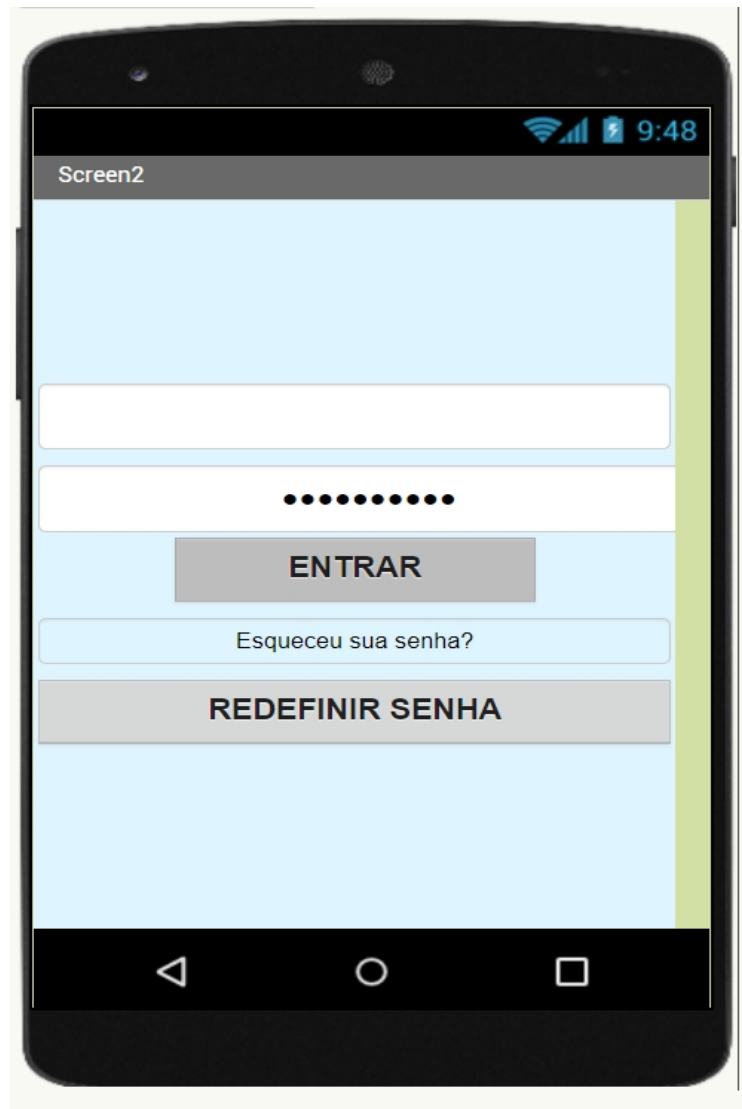 9:48
Screen2
••••••••••
ENTRAR
Esqueceu sua senha?
REDEFINIR SENHA